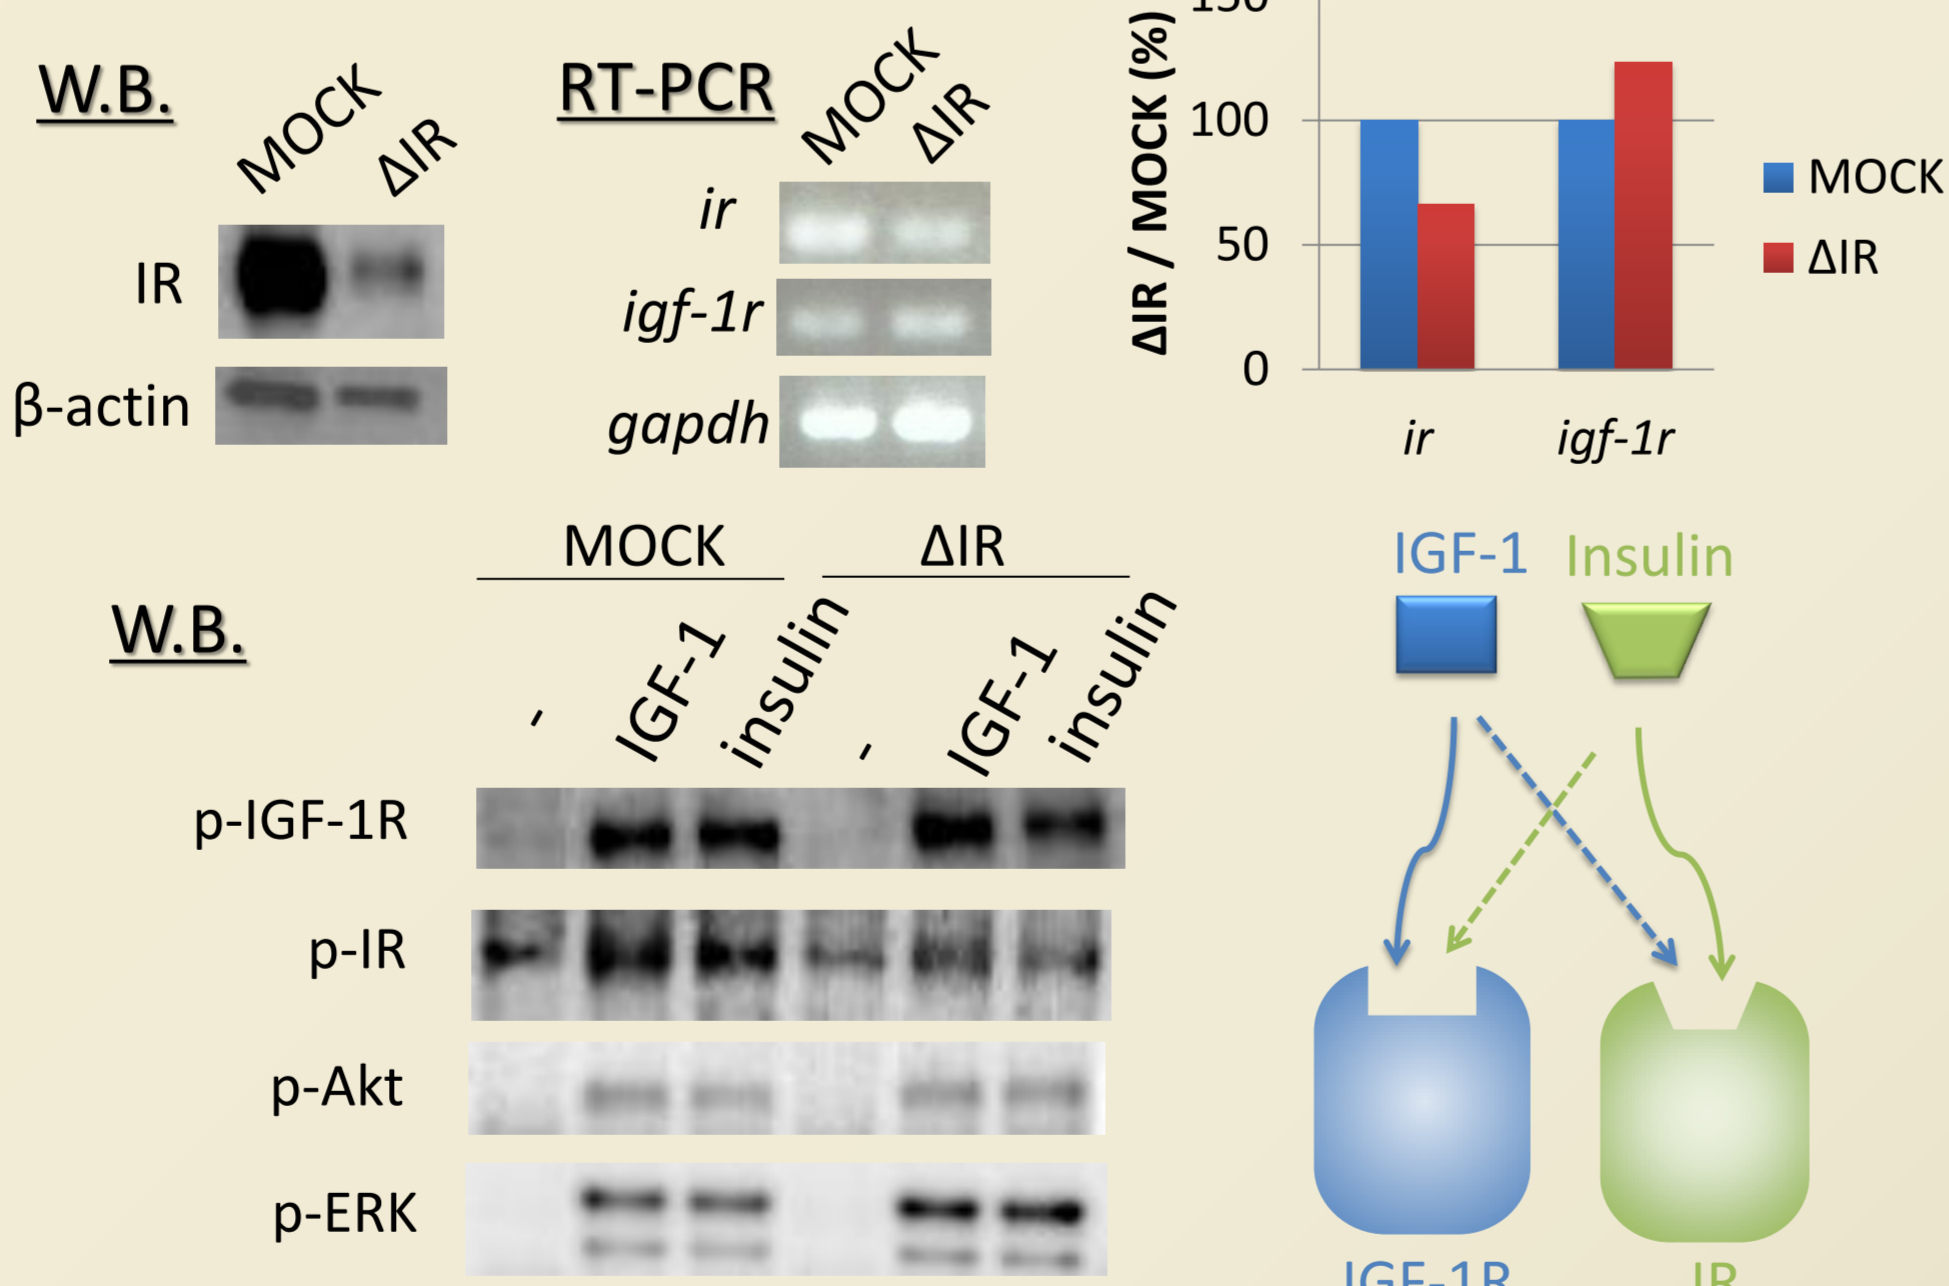 W.B.
MOCK
ΔIR
IR
β-actin
RT-PCR
MOCK
ΔIR
ir
igf-1r
gapdh
ΔIR / MOCK (%)
150
100
50
0
ir
igf-1r
MOCK
ΔIR
W.B.
MOCK
ΔIR
-
IGF-1
insulin
-
IGF-1
insulin
p-IGF-1R
p-IR
p-Akt
p-ERK
IGF-1
Insulin
IGF-1R
IR